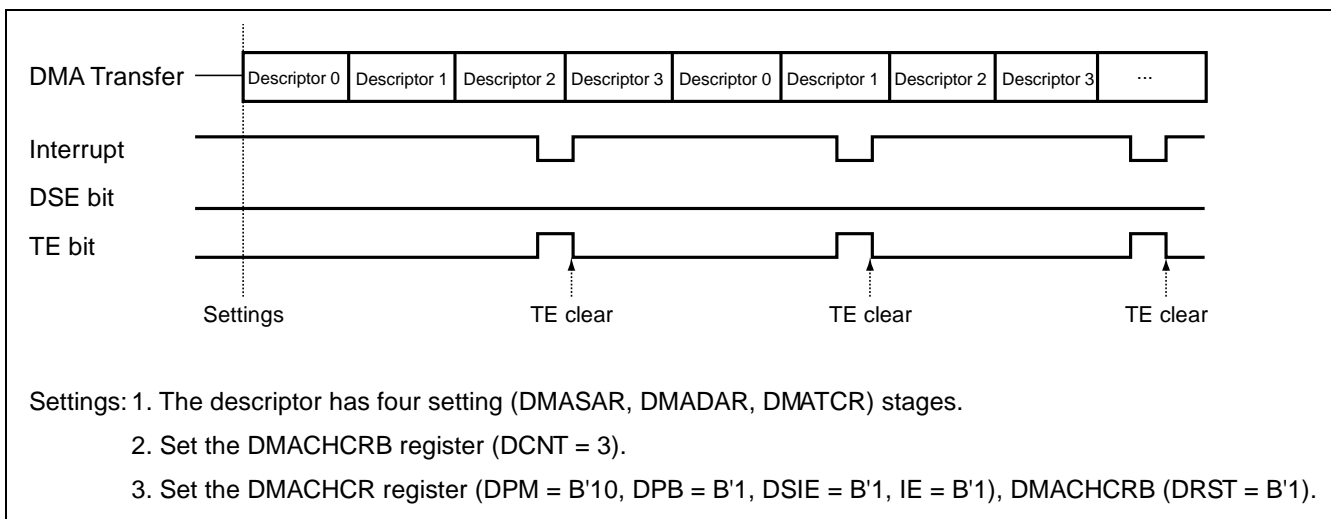 DMA Transfer Descriptor 0 Descriptor 1 Descriptor 2 Descriptor 3 Descriptor 0 Descriptor 1 Descriptor 2 Descriptor 3 ...
Interrupt
DSE bit
TE bit
Settings TE clear TE clear TE clear
Settings: 1. The descriptor has four setting (DMASAR, DMADAR, DMATCR) stages.
2. Set the DMACHCRB register (DCNT = 3).
3. Set the DMACHCR register (DPM = B'10, DPB = B'1, DSIE = B'1, IE = B'1), DMACHCRB (DRST = B'1).